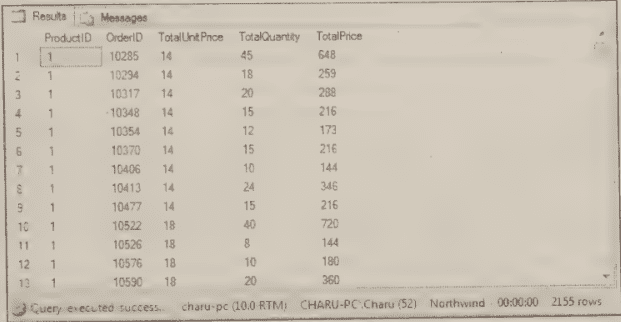 Results Messages
ProductID OrderID TotalUnitPrice TotalQuantity TotalPrice
1 1 10285 14 45 648
2 1 10294 14 18 259
3 1 10317 14 20 288
4 1 10348 14 15 216
5 1 10354 14 12 173
6 1 10370 14 15 216
7 1 10406 14 10 144
8 1 10413 14 24 346
9 1 10477 14 15 216
10 1 10522 18 40 720
11 1 10526 18 8 144
12 1 10576 18 10 180
13 1 10590 18 20 360
Query executed success... charu-pc (10.0 RTM) CHARU-PC\Charu (52) Northwind 00:00:00 2155 rows